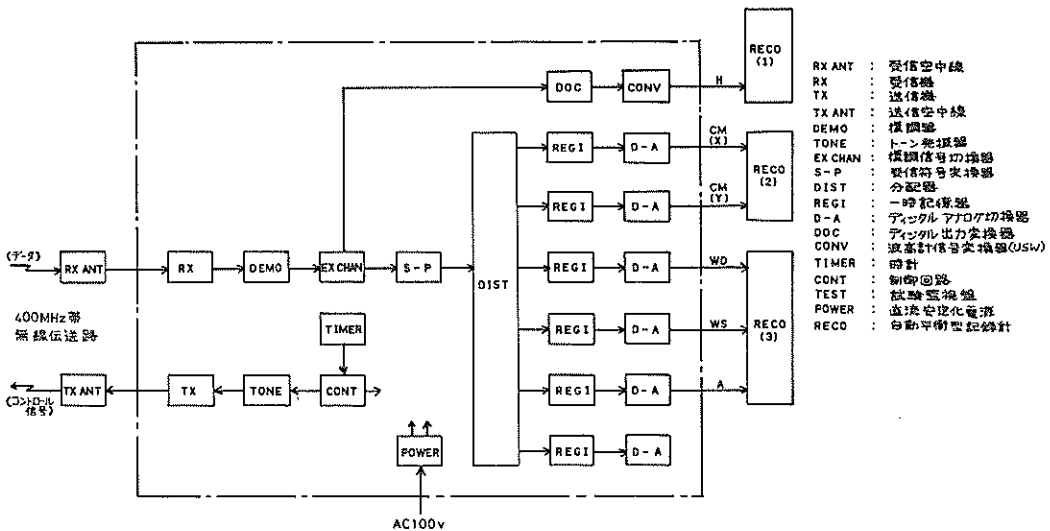 RECO
(1)
DOC
CONV
H
REGI
D-A
CM
(X)
RECO
(2)
REGI
D-A
CM
(Y)
(データ)
RX ANT
RX
DEMO
EX CHAN
S-P
DIST
REGI
D-A
WD
RECO
(3)
400MHz帯
無線伝送路
TIMER
REGI
D-A
WS
TX ANT
TX
TONE
CONT
REGI
D-A
A
(コントロール
信号)
POWER
REGI
D-A
AC100v
RX ANT : 受信空中線
RX : 受信機
TX : 送信機
TX ANT : 送信空中線
DEMO : 復調器
TONE : トーン発振器
EX CHAN : 復調信号切換器
S-P : 受信符号変換器
DIST : 分配器
REGI : 一時記憶器
D-A : ディジタル アナログ切換器
DOC : ディジタル出力変換器
CONV : 波高計信号変換器(USW)
TIMER : 時計
CONT : 制御回路
TEST : 試験監視盤
POWER : 直流安定化電源
RECO : 自動平衡型記録計